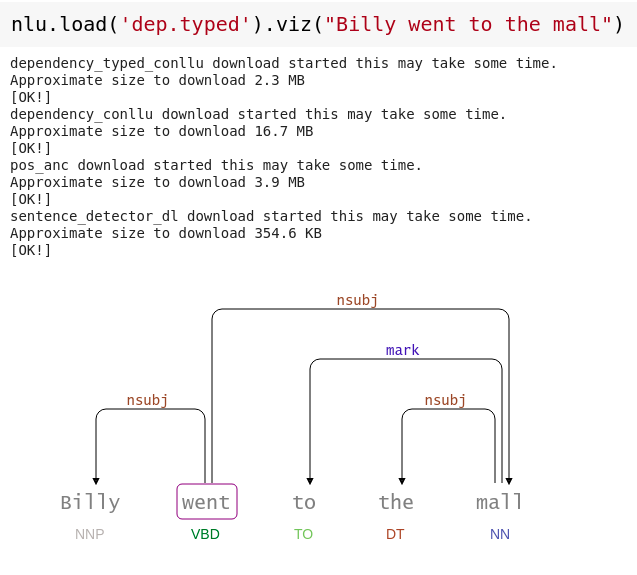 nlu.load('dep.typed').viz("Billy went to the mall")
dependency_typed_conllu download started this may take some time.
Approximate size to download 2.3 MB
[OK!]
dependency_conllu download started this may take some time.
Approximate size to download 16.7 MB
[OK!]
pos_anc download started this may take some time.
Approximate size to download 3.9 MB
[OK!]
sentence_detector_dl download started this may take some time.
Approximate size to download 354.6 KB
[OK!]
nsubj
mark
nsubj nsubj
Billy went to the mall
NNP VBD TO DT NN